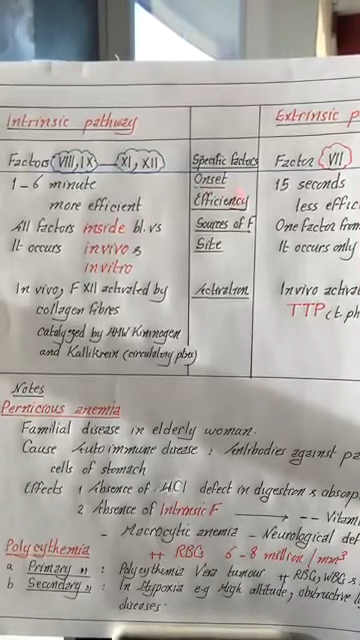 Intrinsic pathway Extrinsic p
Factors VIII, IX — XI, XII Specific factors Factor VII
1-6 minute Onset 15 seconds
more efficient Efficiency less effic
All factors inside bl.vs Sources of F One factor from
It occurs invivo & Site It occurs only
invitro
In vivo, F XII activated by Activation Invivo activa
collagen fibres TTP (t.ph
catalyzed by HMW Kininogen
and Kallikrein (circulatory
Notes
Pernicious anemia
Familial disease in elderly woman.
Cause Autoimmune disease: Antibodies against pa
cells of stomach
Effects 1 Absence of HCl defect in digestion & absorp
2 Absence of Intrinsic F → -- Vitam
- Macrocytic anemia - Neurological def
Polycythemia ++ RBC 6-8 million/mm³
a Primary n: Polycythemia Vera tumour ++ RBG, WBG &
b Secondary n: In Hypoxia e.g High altitude, obstructive l
diseases.